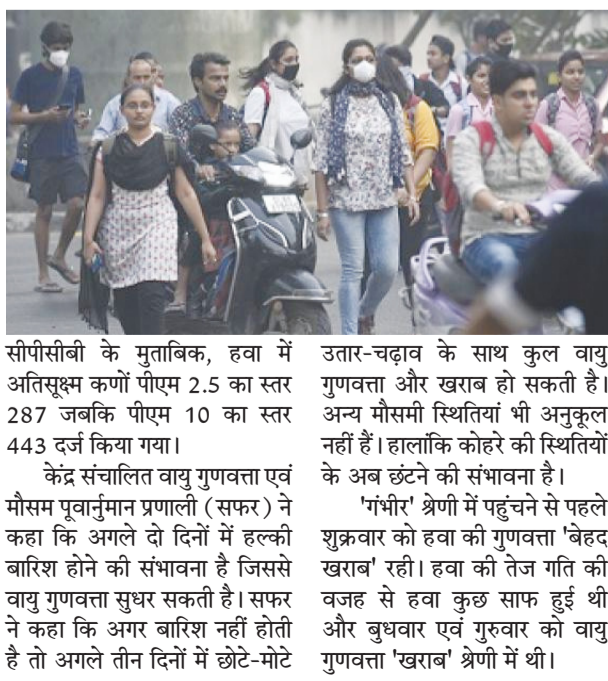 सीपीसीबी के मुताबिक, हवा में
अतिसूक्ष्म कणों पीएम 2.5 का स्तर
287 जबकि पीएम 10 का स्तर
443 दर्ज किया गया।
केंद्र संचालित वायु गुणवत्ता एवं
मौसम पूवार्नुमान प्रणाली (सफर) ने
कहा कि अगले दो दिनों में हल्की
बारिश होने की संभावना है जिससे
वायु गुणवत्ता सुधर सकती है। सफर
ने कहा कि अगर बारिश नहीं होती
है तो अगले तीन दिनों में छोटे-मोटे
उतार-चढ़ाव के साथ कुल वायु
गुणवत्ता और खराब हो सकती है।
अन्य मौसमी स्थितियां भी अनुकूल
नहीं हैं। हालांकि कोहरे की स्थितियों
के अब छंटने की संभावना है।
'गंभीर' श्रेणी में पहुंचने से पहले
शुक्रवार को हवा की गुणवत्ता 'बेहद
खराब' रही। हवा की तेज गति की
वजह से हवा कुछ साफ हुई थी
और बुधवार एवं गुरुवार को वायु
गुणवत्ता 'खराब' श्रेणी में थी।